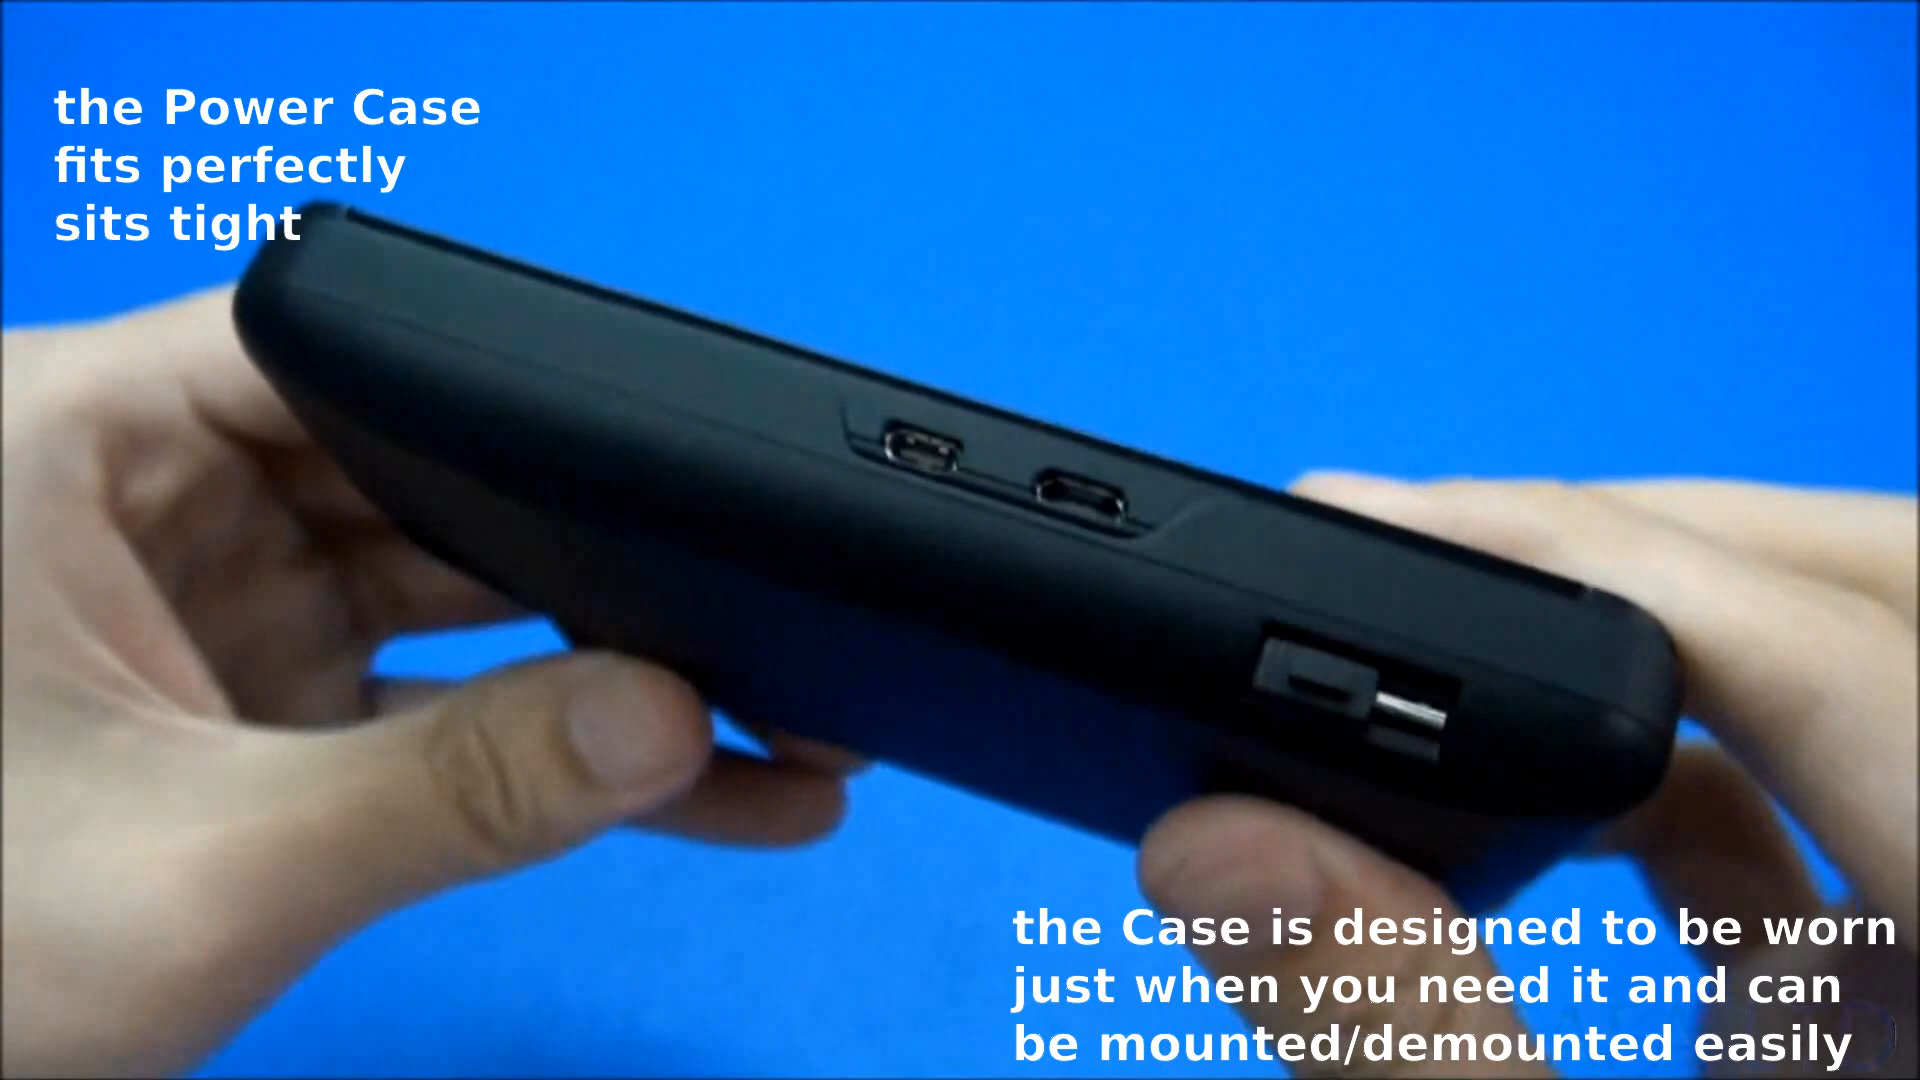 the Power Case
fits perfectly
sits tight
the Case is designed to be worn
just when you need it and can
be mounted/demounted easily